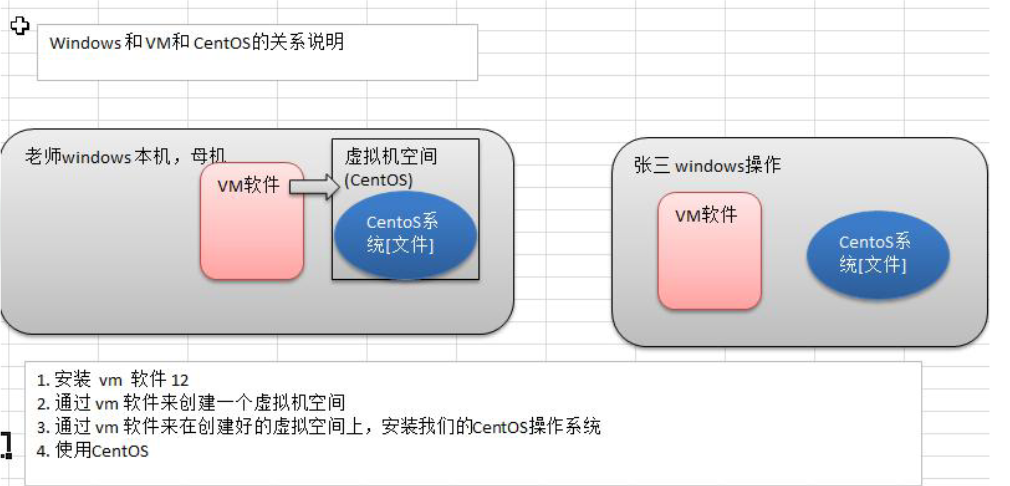 Windows 和 VM和 CentOS的关系说明
老师windows 本机，母机
VM软件
虚拟机空间
(CentOS)
CentoS系
统[文件]
张三 windows操作
VM软件
CentoS系
统[文件]
1. 安装 vm 软件 12
2. 通过 vm 软件来创建一个虚拟机空间
3. 通过 vm 软件来在创建好的虚拟空间上，安装我们的CentOS操作系统
4. 使用CentOS